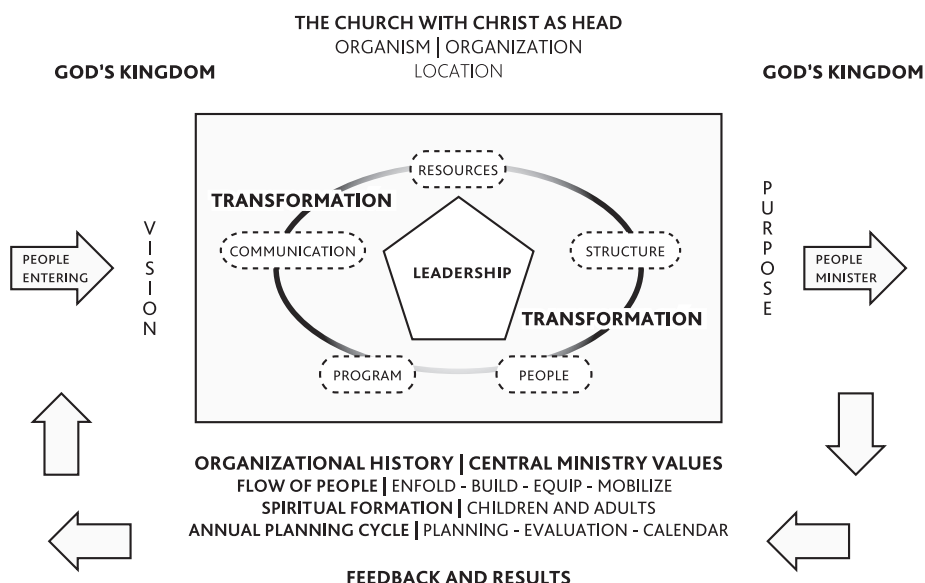 THE CHURCH WITH CHRIST AS HEAD
ORGANISM | ORGANIZATION
LOCATION
GOD'S KINGDOM
GOD'S KINGDOM
RESOURCES
TRANSFORMATION
COMMUNICATION
STRUCTURE
LEADERSHIP
TRANSFORMATION
PROGRAM
PEOPLE
PEOPLE
ENTERING
VISION
PURPOSE
PEOPLE
MINISTER
ORGANIZATIONAL HISTORY | CENTRAL MINISTRY VALUES
FLOW OF PEOPLE | ENFOLD - BUILD - EQUIP - MOBILIZE
SPIRITUAL FORMATION | CHILDREN AND ADULTS
ANNUAL PLANNING CYCLE | PLANNING - EVALUATION - CALENDAR
FEEDBACK AND RESULTS